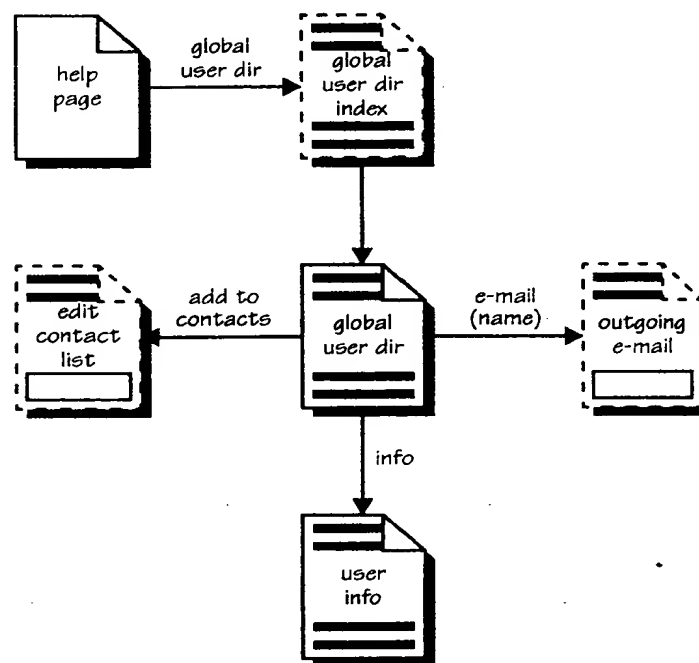 help
page
global
user dir
global
user dir
index
edit
contact
list
add to
contacts
global
user dir
e-mail
(name)
outgoing
e-mail
info
user
info